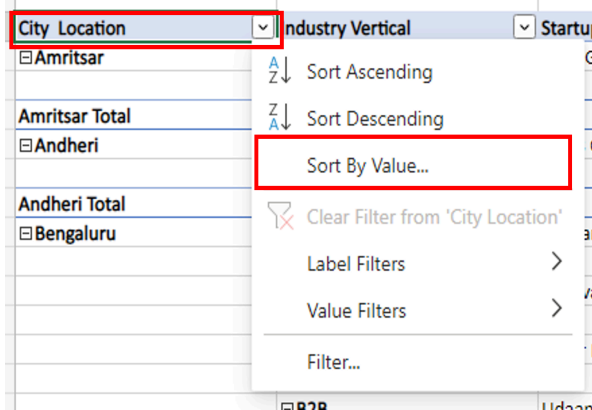 City Location Industry Vertical Startu
Amritsar
Sort Ascending
Amritsar Total
Sort Descending
Andheri
Sort By Value...
Andheri Total
Clear Filter from 'City Location'
Bengaluru
Label Filters
Value Filters
Filter...
B2B Udaan